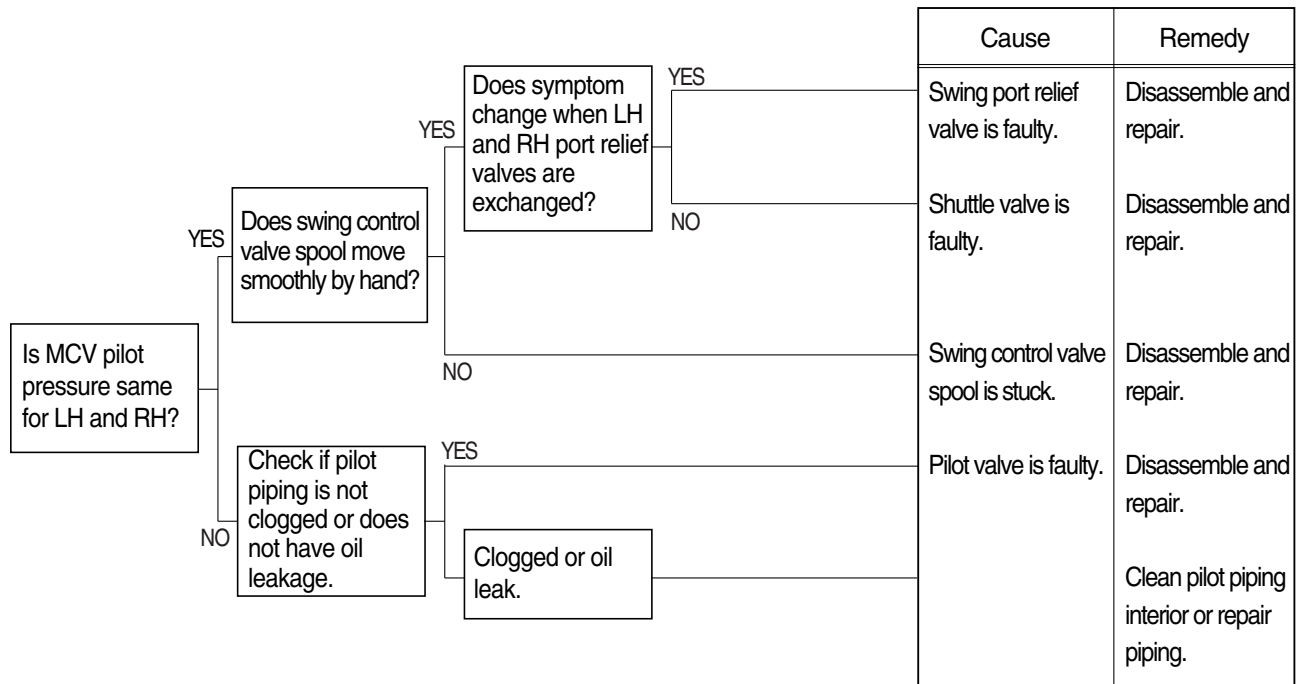 Cause
Remedy
Does symptom
change when LH
and RH port relief
valves are
exchanged?
YES
Swing port relief
valve is faulty.
Disassemble and
repair.
YES
NO
Shuttle valve is
faulty.
Disassemble and
repair.
YES
Does swing control
valve spool move
smoothly by hand?
NO
Swing control valve
spool is stuck.
Disassemble and
repair.
Is MCV pilot
pressure same
for LH and RH?
NO
Check if pilot
piping is not
clogged or does
not have oil
leakage.
YES
Pilot valve is faulty.
Disassemble and
repair.
Clogged or oil
leak.
Clean pilot piping
interior or repair
piping.